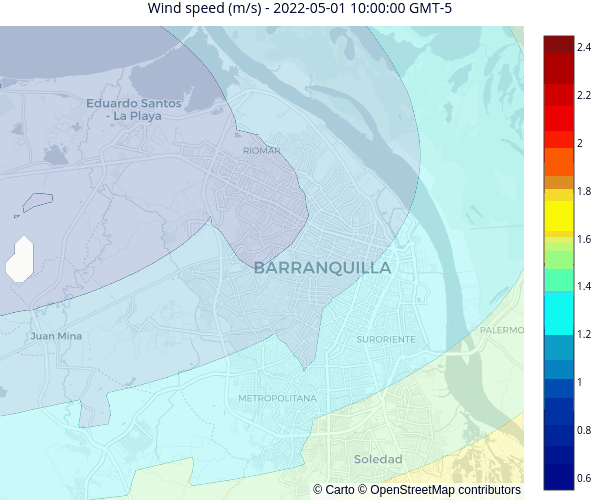 Wind speed (m/s) - 2022-05-01 10:00:00 GMT-5
Eduardo Santos
- La Playa
RIOMAR
BARRANQUILLA
Juan Mina
SURORIENTE
PALERMO
METROPOLITANA
Soledad
© Carto © OpenStreetMap contributors
2.4
2.2
2
1.8
1.6
1.4
1.2
1
0.8
0.6